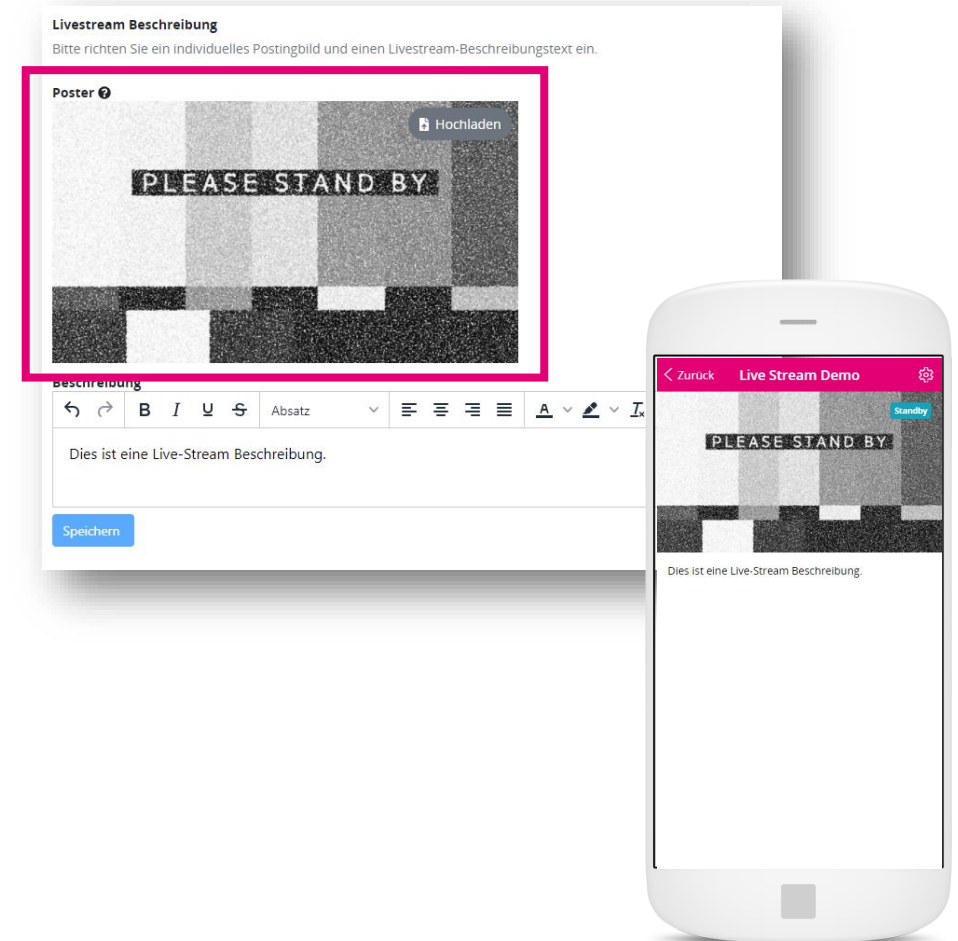 Livestream Beschreibung
Bitte richten Sie ein individuelles Postingbild und einen Livestream-Beschreibungstext ein.
Poster
Hochladen
PLEASE STAND BY
Beschreibung
B I U S Absatz A Tx
Dies ist eine Live-Stream Beschreibung.
Speichern
Zurück Live Stream Demo
Standby
PLEASE STAND BY
Dies ist eine Live-Stream Beschreibung.